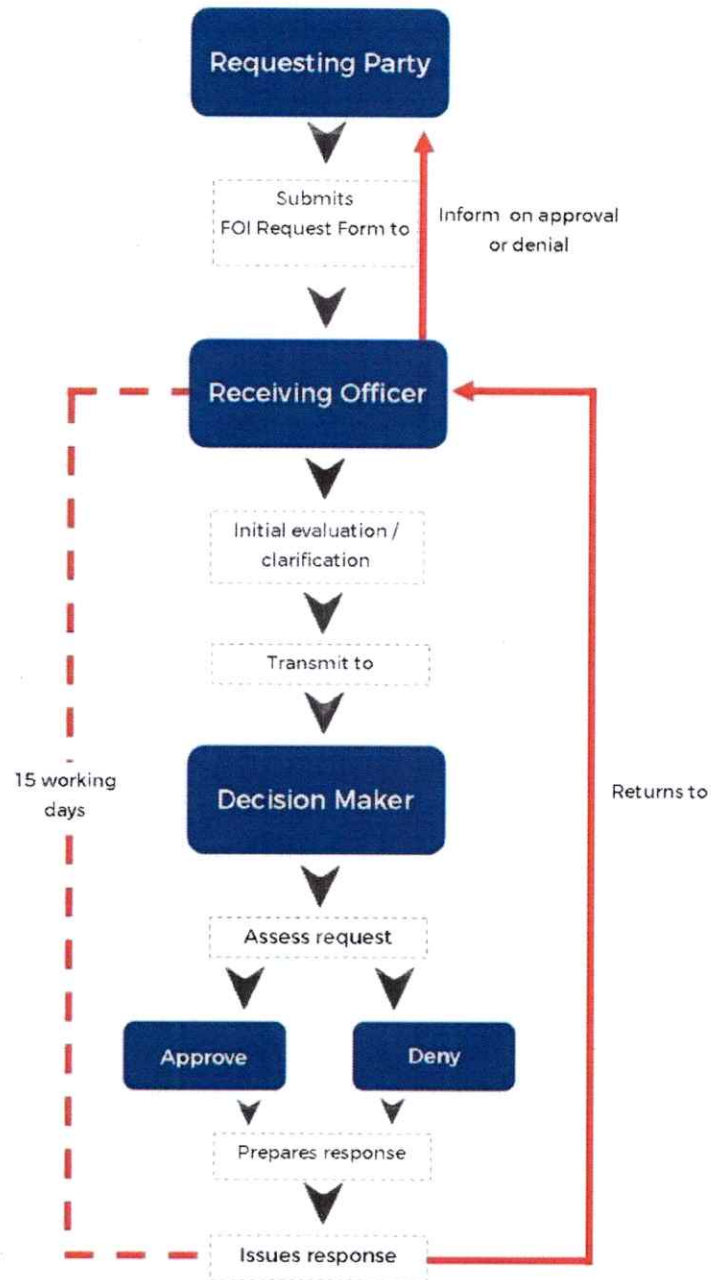 Requesting Party
Submits
FOI Request Form to
Inform on approval
or denial
Receiving Officer
Initial evaluation /
clarification
Transmit to
Decision Maker
15 working
days
Returns to
Assess request
Approve
Deny
Prepares response
Issues response